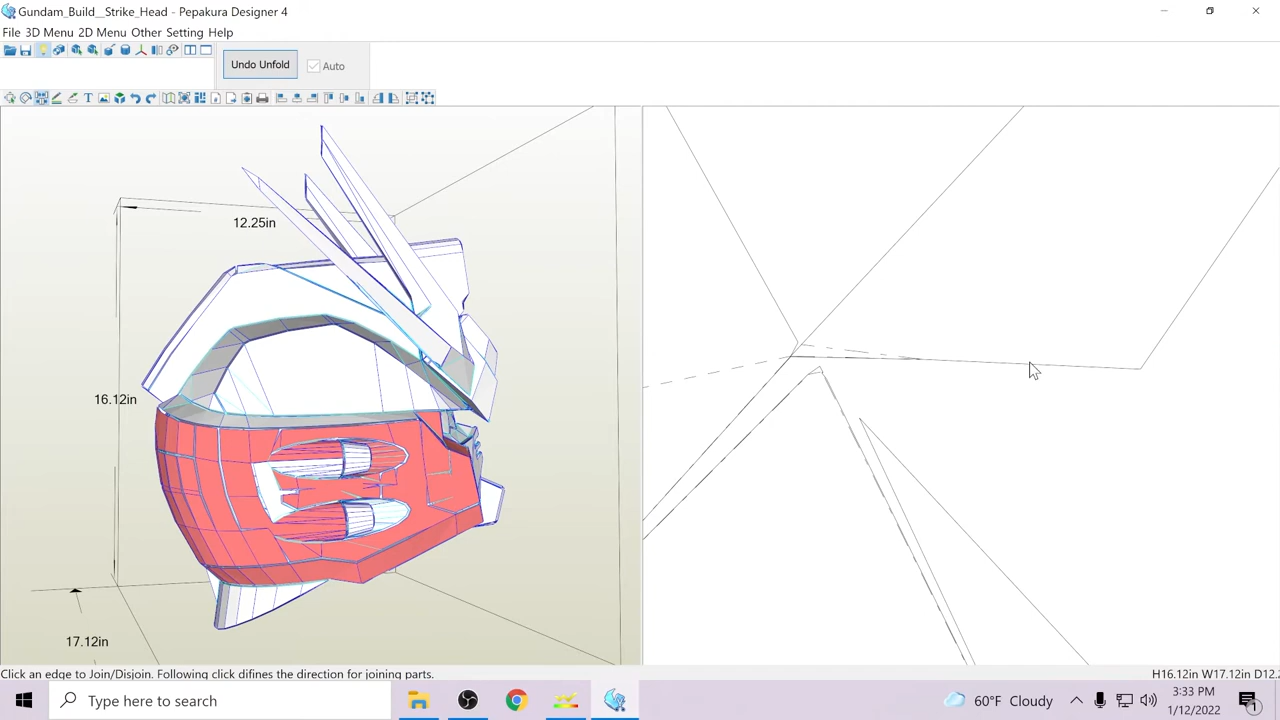 Gundam_Build__Strike_Head - Pepakura Designer 4
File 3D Menu 2D Menu Other Setting Help
Undo Unfold
Auto
12.25in
16.12in
17.12in
Click an edge to Join/Disjoin. Following click difines the direction for joining parts.
H16.12in W17.12in D12.
Type here to search
60°F Cloudy
3:33 PM
1/12/2022
1